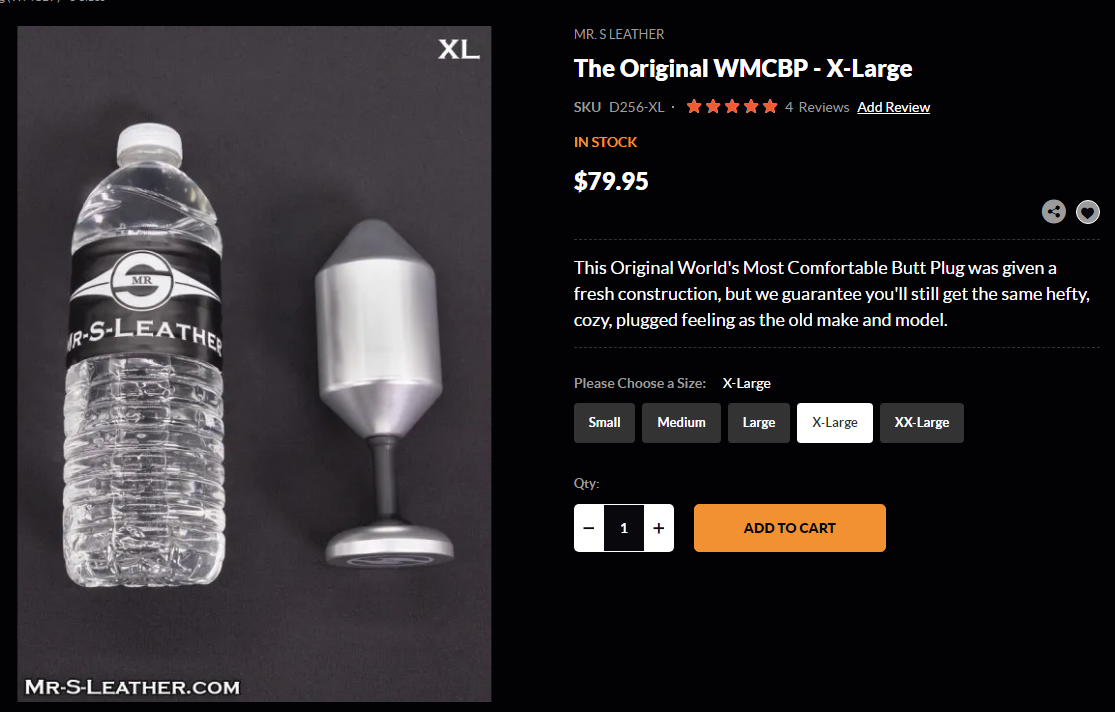 XL
MR
MR-S-LEATHER
MR-S-LEATHER.COM
MR. S LEATHER
The Original WMCBP - X-Large
SKU D256-XL · 4 Reviews Add Review
IN STOCK
$79.95
This Original World's Most Comfortable Butt Plug was given a
fresh construction, but we guarantee you'll still get the same hefty,
cozy, plugged feeling as the old make and model.
Please Choose a Size: X-Large
Small Medium Large X-Large XX-Large
Qty:
− 1 +
ADD TO CART